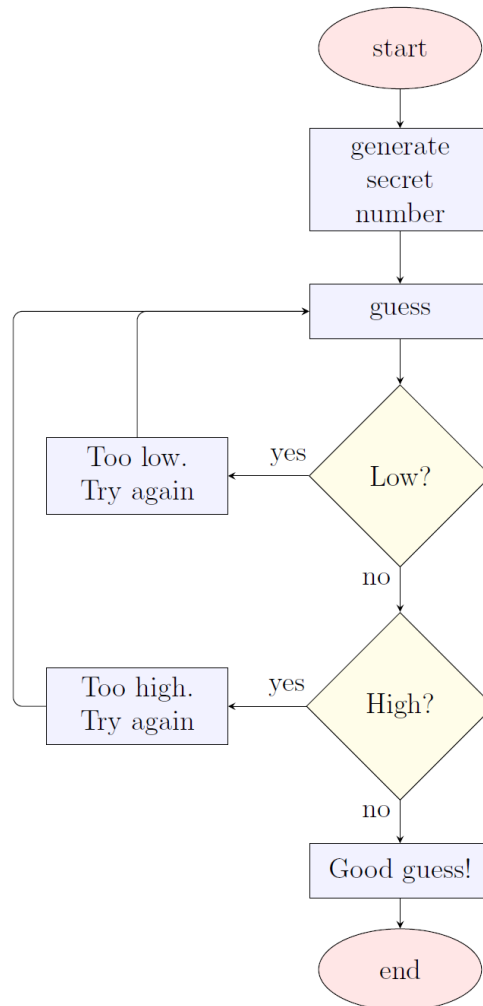 start
generate
secret
number
guess
yes
Too low.
Try again
Low?
no
yes
Too high.
Try again
High?
no
Good guess!
end